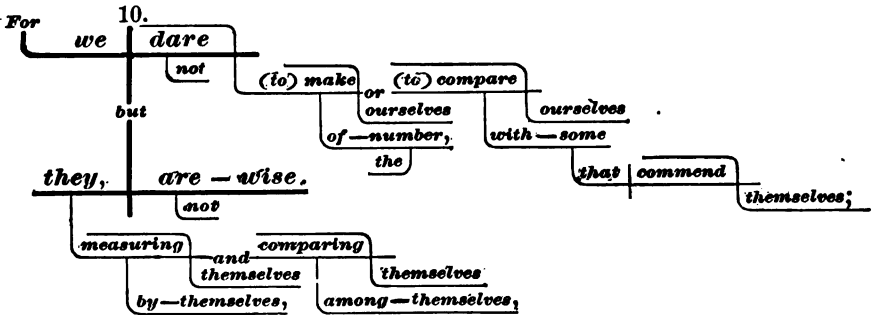 10.
For we dare
not
(to) make or (to) compare
ourselves ourselves
but
of—number, with—some
the
they, are—wise. that commend
not themselves;
measuring and comparing
themselves themselves
by—themselves, among—themselves,